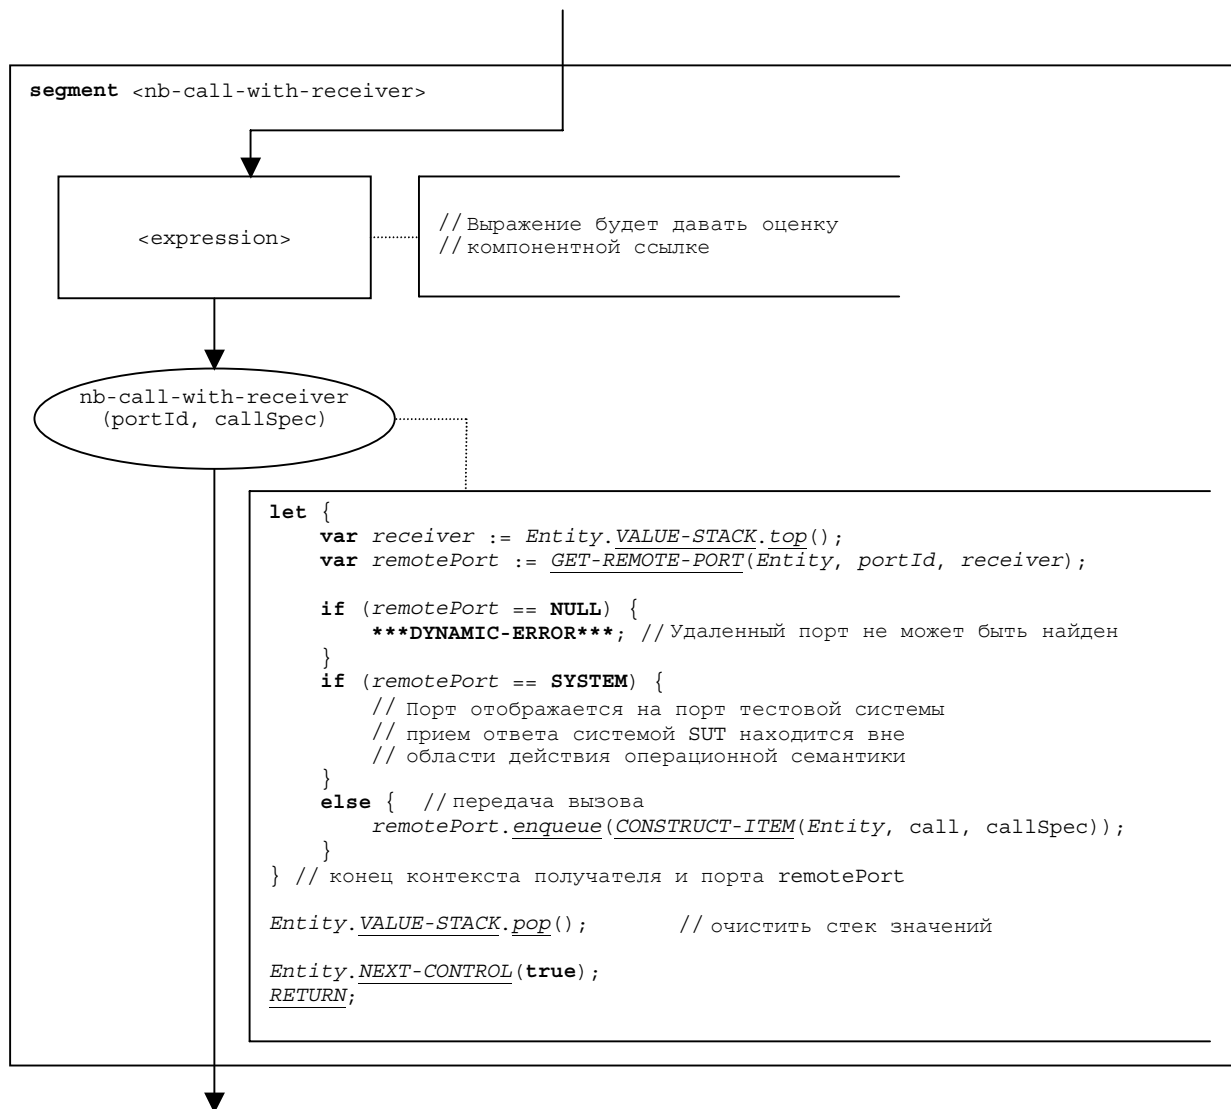 segment <nb-call-with-receiver>
<expression>
// Выражение будет давать оценку
// компонентной ссылке
nb-call-with-receiver
(portId, callSpec)
let {
var receiver := Entity.VALUE-STACK.top();
var remotePort := GET-REMOTE-PORT(Entity, portId, receiver);
if (remotePort == NULL) {
***DYNAMIC-ERROR***; // Удаленный порт не может быть найден
}
if (remotePort == SYSTEM) {
// Порт отображается на порт тестовой системы
// прием ответа системой SUT находится вне
// области действия операционной семантики
}
else { // передача вызова
remotePort.enqueue(CONSTRUCT-ITEM(Entity, call, callSpec));
}
} // конец контекста получателя и порта remotePort
Entity.VALUE-STACK.pop(); // очистить стек значений
Entity.NEXT-CONTROL(true);
RETURN;